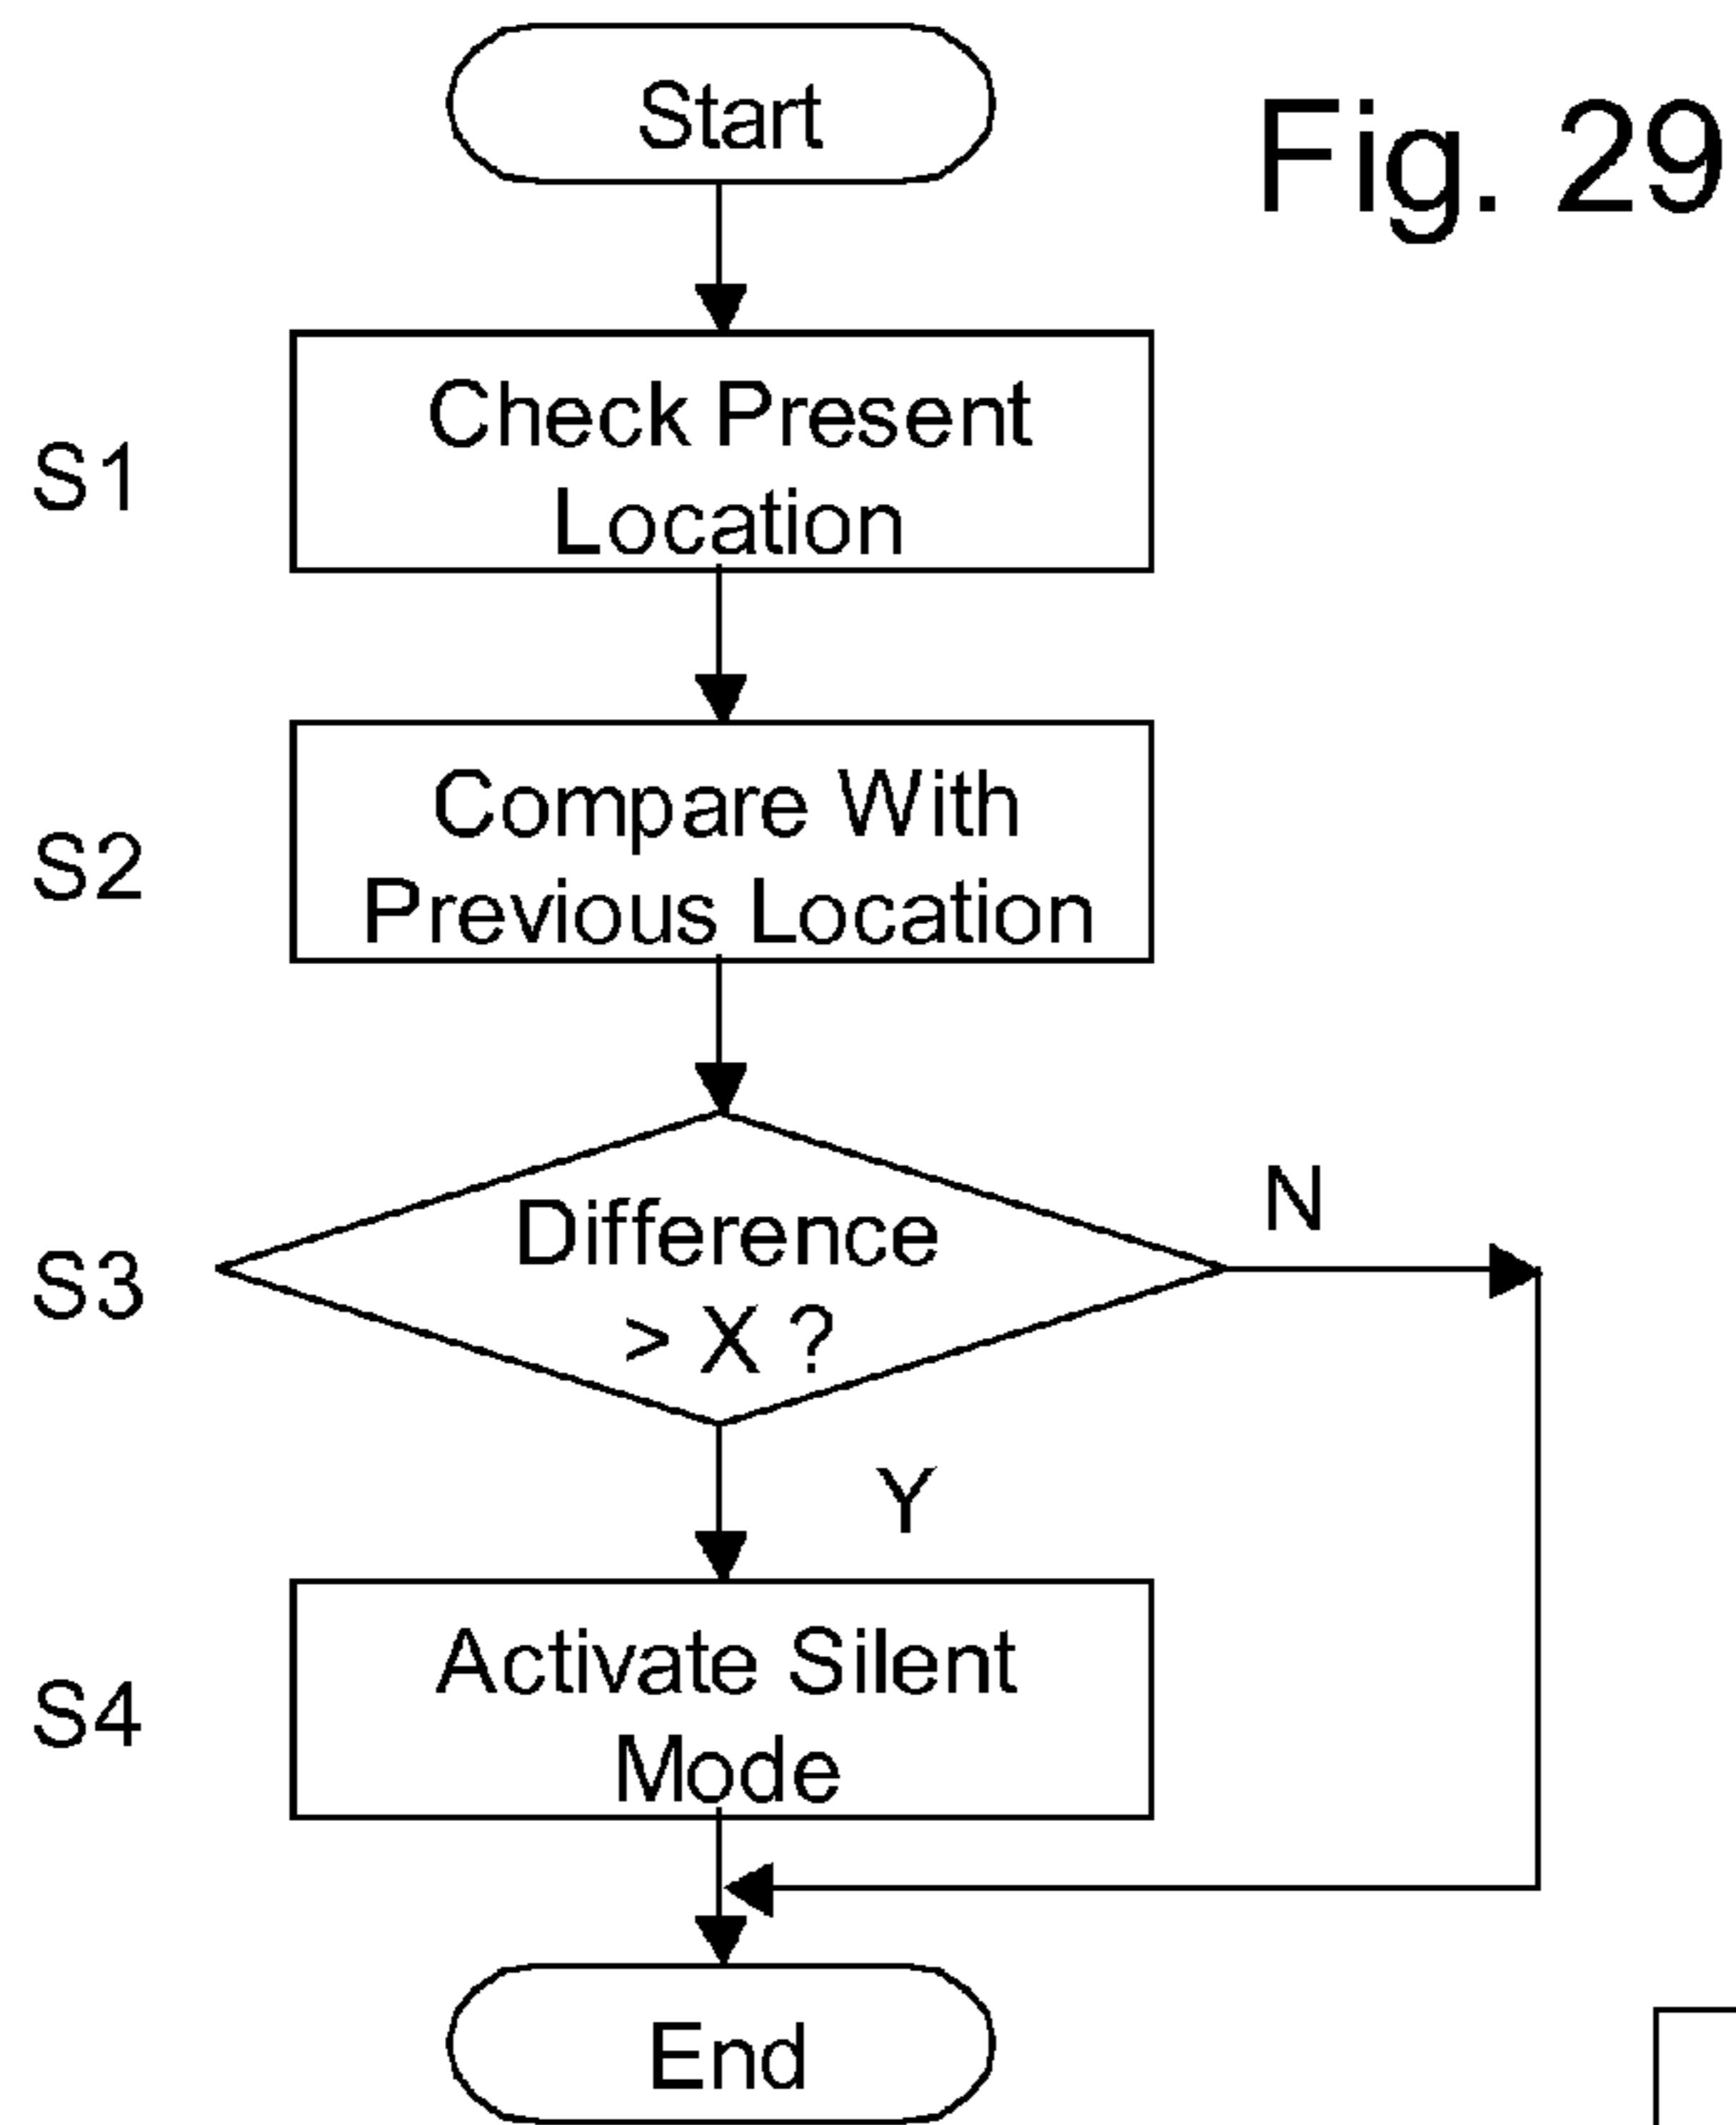 Start
Fig. 29
S1
Check Present
Location
S2
Compare With
Previous Location
S3
Difference
> X ?
N
Y
S4
Activate Silent
Mode
End